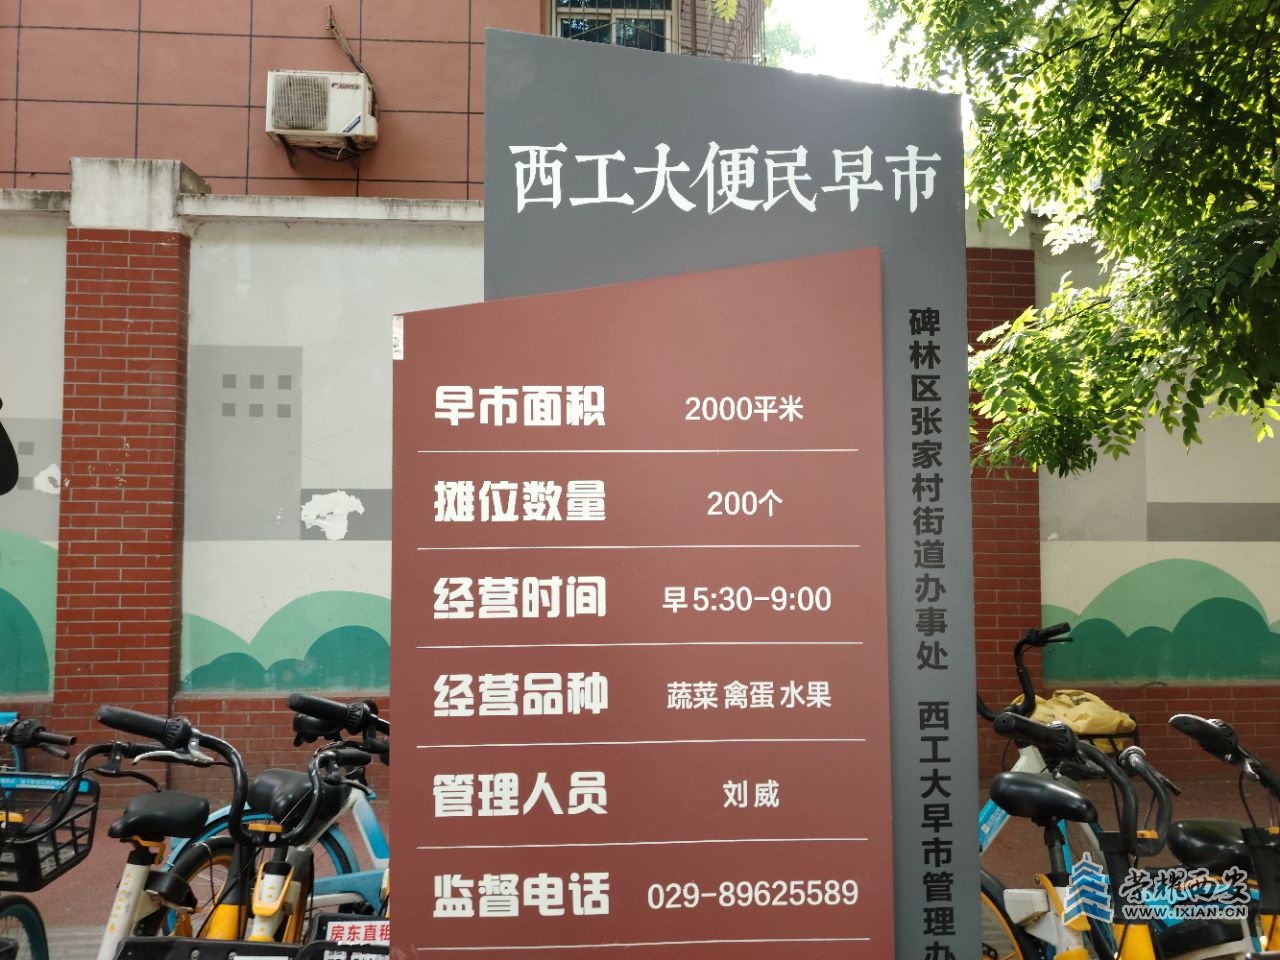 西工大便民早市
早市面积 2000平米
摊位数量 200个
经营时间 早5:30-9:00
经营品种 蔬菜 禽蛋 水果
管理人员 刘威
监督电话 029-89625589
碑林区张家村街道办事处 西工大早市管理办
房东直租
荣耀西安
WWW.IXIAN.CN